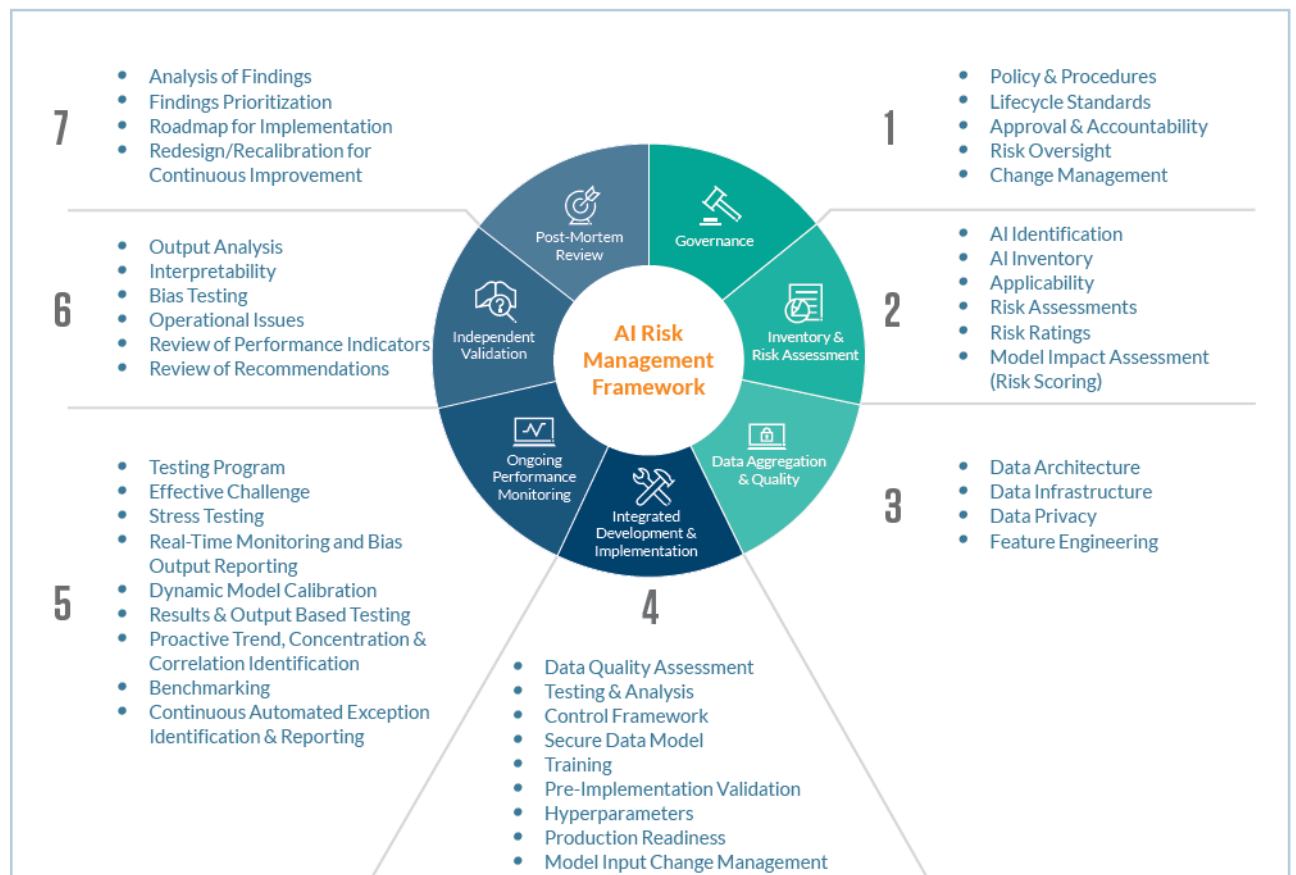 1
Policy & Procedures
Lifecycle Standards
Approval & Accountability
Risk Oversight
Change Management
2
AI Identification
AI Inventory
Applicability
Risk Assessments
Risk Ratings
Model Impact Assessment
(Risk Scoring)
3
Data Architecture
Data Infrastructure
Data Privacy
Feature Engineering
4
Data Quality Assessment
Testing & Analysis
Control Framework
Secure Data Model
Training
Pre-Implementation Validation
Hyperparameters
Production Readiness
Model Input Change Management
5
Testing Program
Effective Challenge
Stress Testing
Real-Time Monitoring and Bias
Output Reporting
Dynamic Model Calibration
Results & Output Based Testing
Proactive Trend, Concentration &
Correlation Identification
Benchmarking
Continuous Automated Exception
Identification & Reporting
6
Output Analysis
Interpretability
Bias Testing
Operational Issues
Review of Performance Indicators
Review of Recommendations
7
Analysis of Findings
Findings Prioritization
Roadmap for Implementation
Redesign/Recalibration for
Continuous Improvement
AI Risk
Management
Framework
Governance
Inventory &
Risk Assessment
Data Aggregation
& Quality
Integrated
Development &
Implementation
Ongoing
Performance
Monitoring
Independent
Validation
Post-Mortem
Review